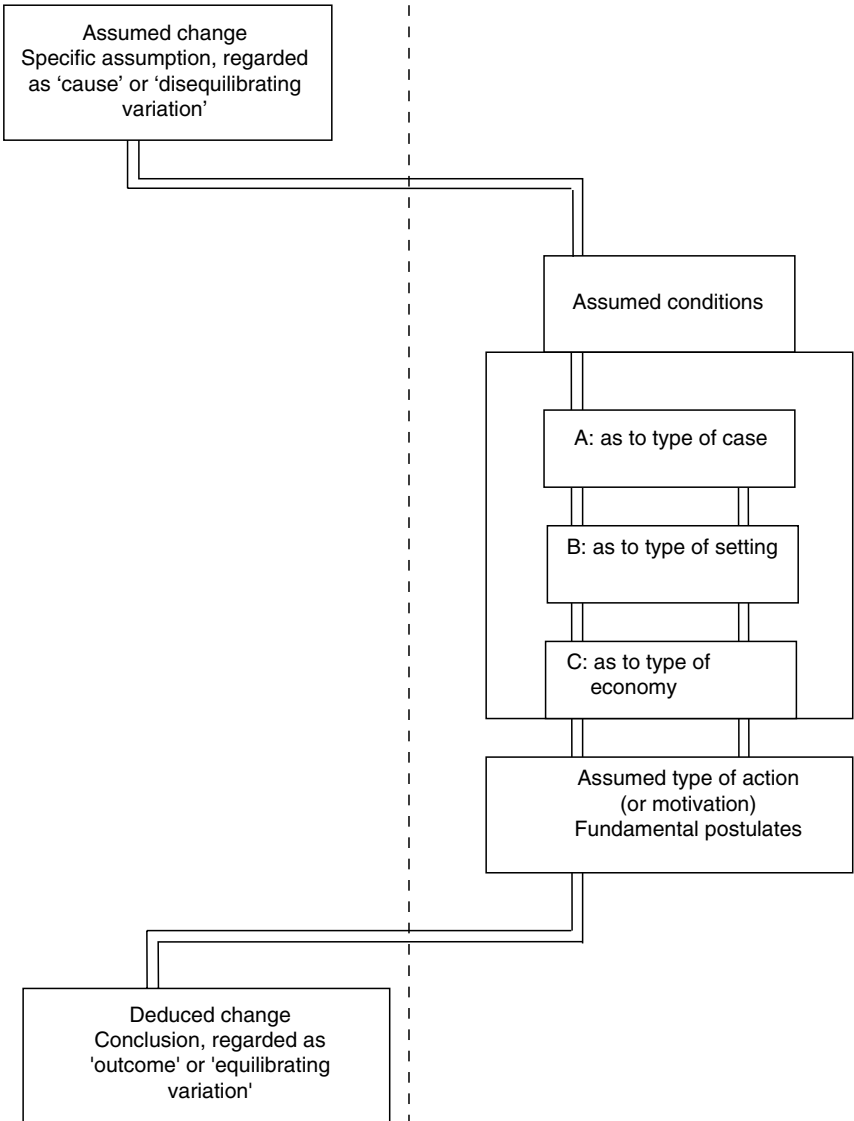 Assumed change
Specific assumption, regarded
as ‘cause’ or ‘disequilibrating
variation’
Assumed conditions
A: as to type of case
B: as to type of setting
C: as to type of
economy
Assumed type of action
(or motivation)
Fundamental postulates
Deduced change
Conclusion, regarded as
'outcome' or 'equilibrating
variation'